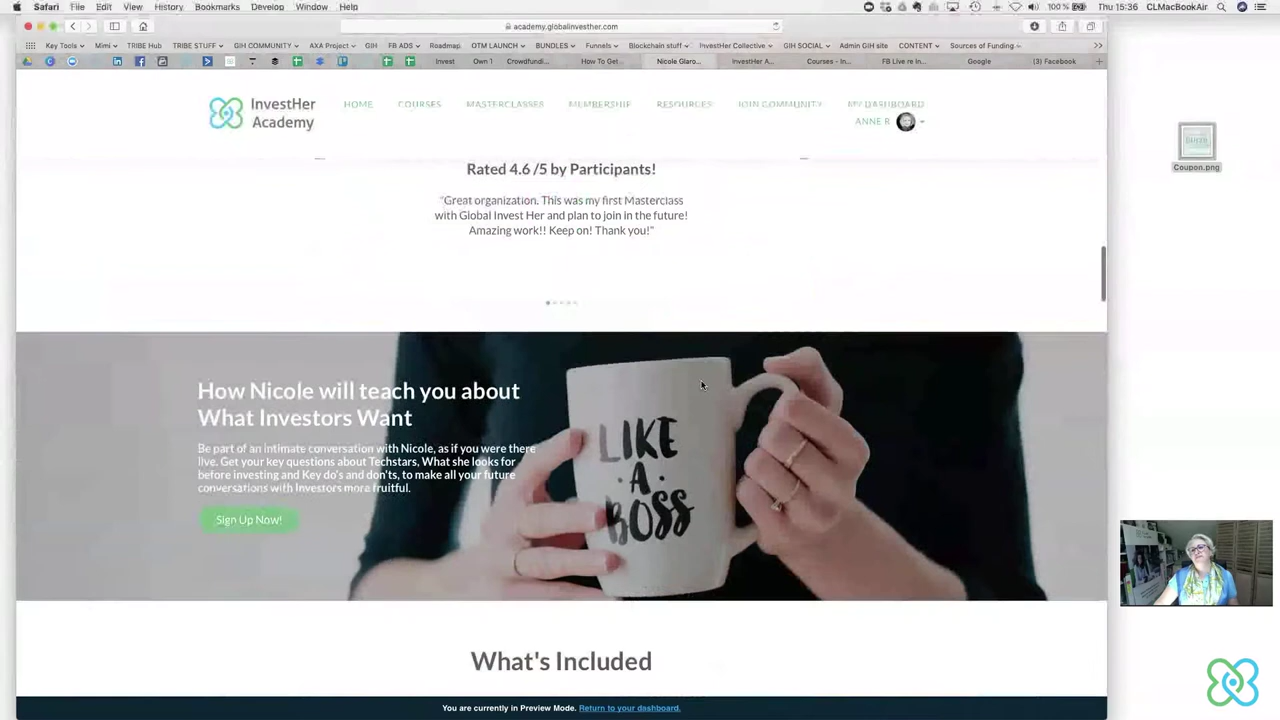 Safari File Edit View History Bookmarks Develop Window Help
100% Thu 15:36 CLMacBookAir
academy.globalinvesther.com
Key Tools Mimi TRIBE Hub TRIBE STUFF GIH COMMUNITY AXA Project GIH FB ADS Roadmap OTM LAUNCH BUNDLES Funnels Blockchain stuff InvestHer Collective GIH SOCIAL Admin GIH site CONTENT Sources of Funding
Invest Own 1 Crowdfundi... How To Get... Nicole Glaro... InvestHer A... Courses - In... FB Live re In... Google (3) Facebook
InvestHer
Academy
HOME COURSES MASTERCLASSES MEMBERSHIP RESOURCES JOIN COMMUNITY MY DASHBOARD
ANNE R
Coupon.png
Rated 4.6 /5 by Participants!
"Great organization. This was my first Masterclass
with Global Invest Her and plan to join in the future!
Amazing work!! Keep on! Thank you!"
How Nicole will teach you about
What Investors Want
Be part of an intimate conversation with Nicole, as if you were there
live. Get your key questions about Techstars, What she looks for
before investing and Key do's and don'ts, to make all your future
conversations with Investors more fruitful.
Sign Up Now!
LIKE
·A·
BOSS
What's Included
You are currently in Preview Mode. Return to your dashboard.